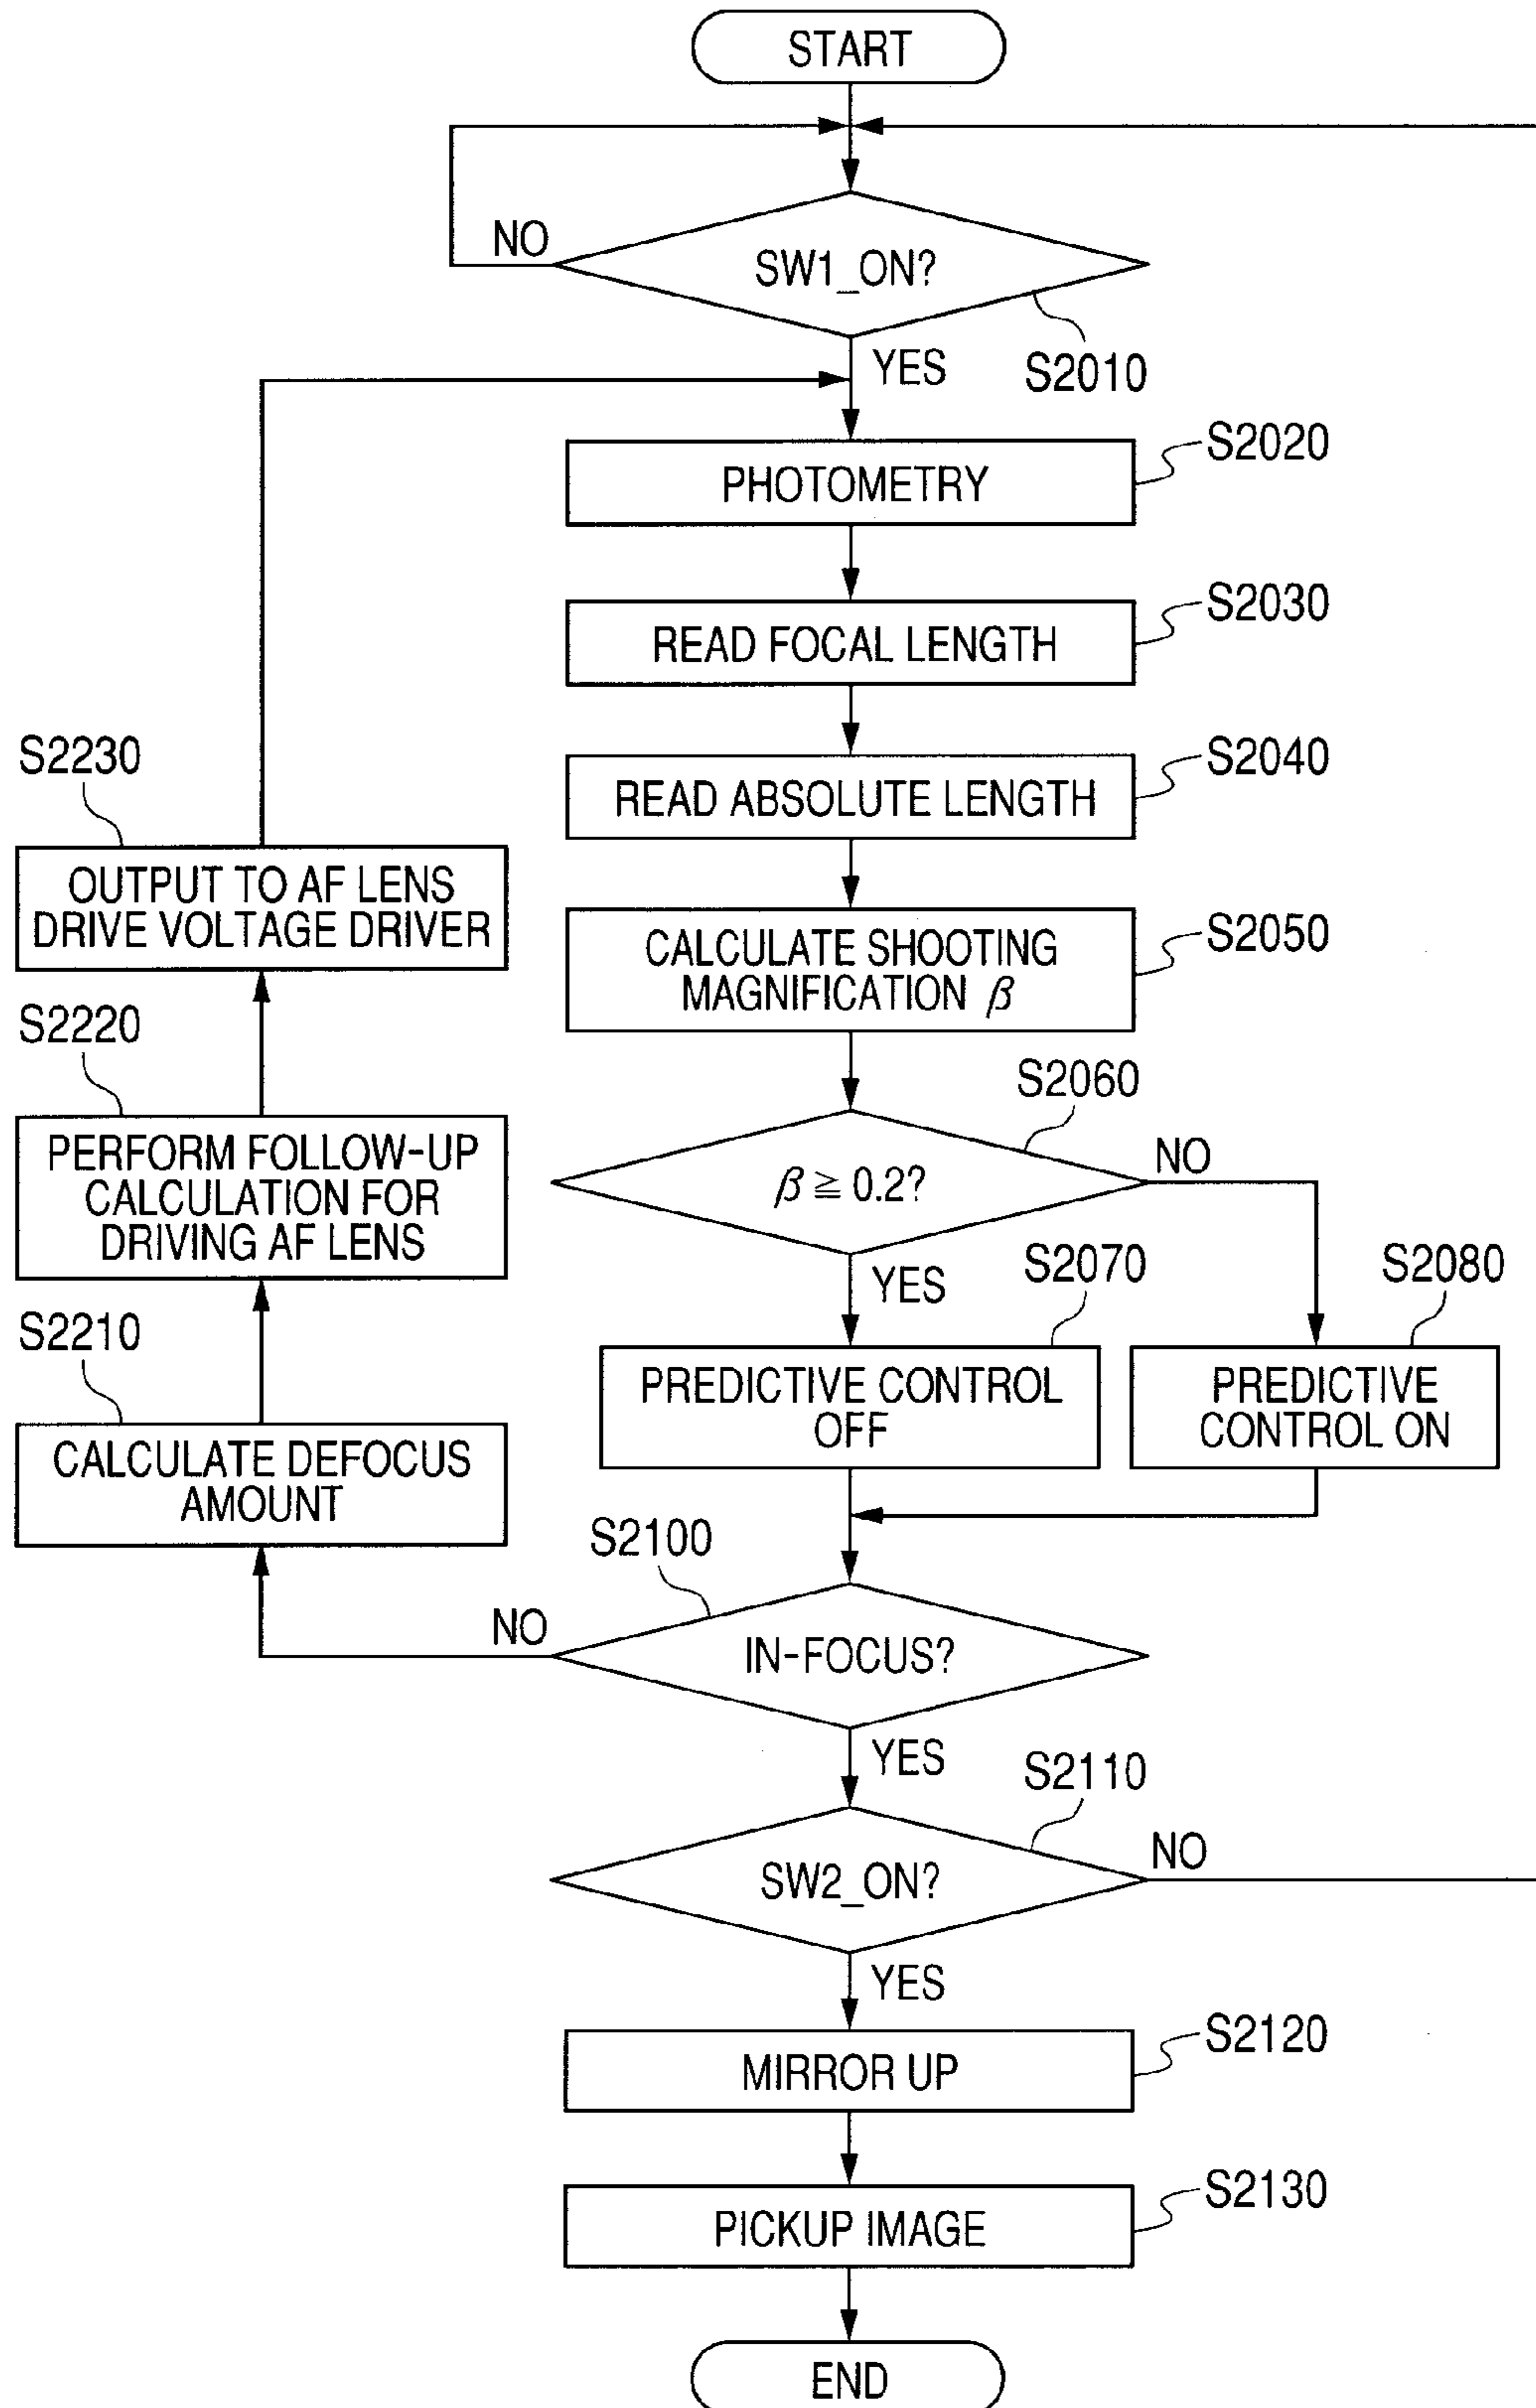 START
NO
SW1_ON?
YES
S2010
S2020
PHOTOMETRY
S2030
READ FOCAL LENGTH
S2230
S2040
READ ABSOLUTE LENGTH
OUTPUT TO AF LENS
DRIVE VOLTAGE DRIVER
S2050
CALCULATE SHOOTING
MAGNIFICATION β
S2220
S2060
PERFORM FOLLOW-UP
CALCULATION FOR
DRIVING AF LENS
β ≧ 0.2?
NO
YES
S2070
S2080
S2210
PREDICTIVE CONTROL
OFF
PREDICTIVE
CONTROL ON
CALCULATE DEFOCUS
AMOUNT
S2100
NO
IN-FOCUS?
YES
S2110
SW2_ON?
NO
YES
S2120
MIRROR UP
S2130
PICKUP IMAGE
END